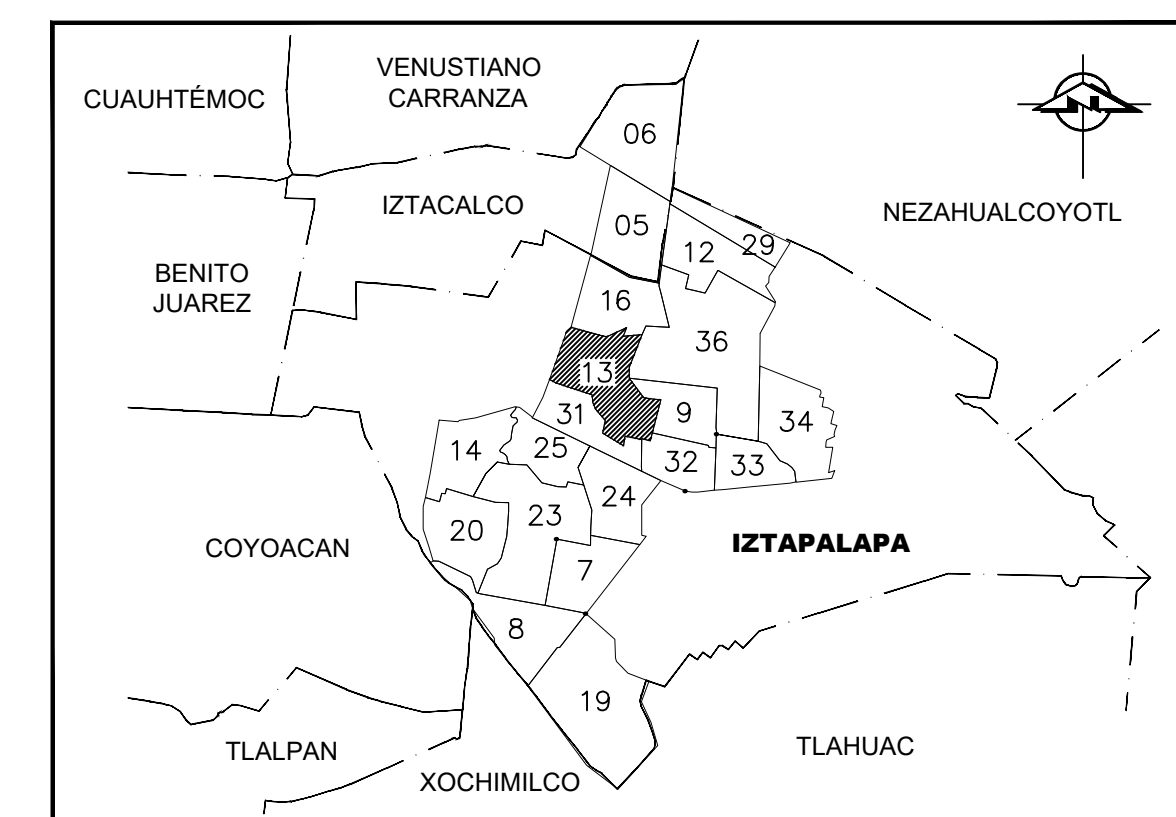 VENUSTIANO
CARRANZA
CUAUHTÉMOC
06
N
IZTACALCO
NEZAHUALCOYOTL
05
12
29
BENITO
JUAREZ
16
36
13
9
31
34
14
25
32
33
24
23
20
COYOACAN
IZTAPALAPA
7
8
19
TLALPAN
TLAHUAC
XOCHIMILCO